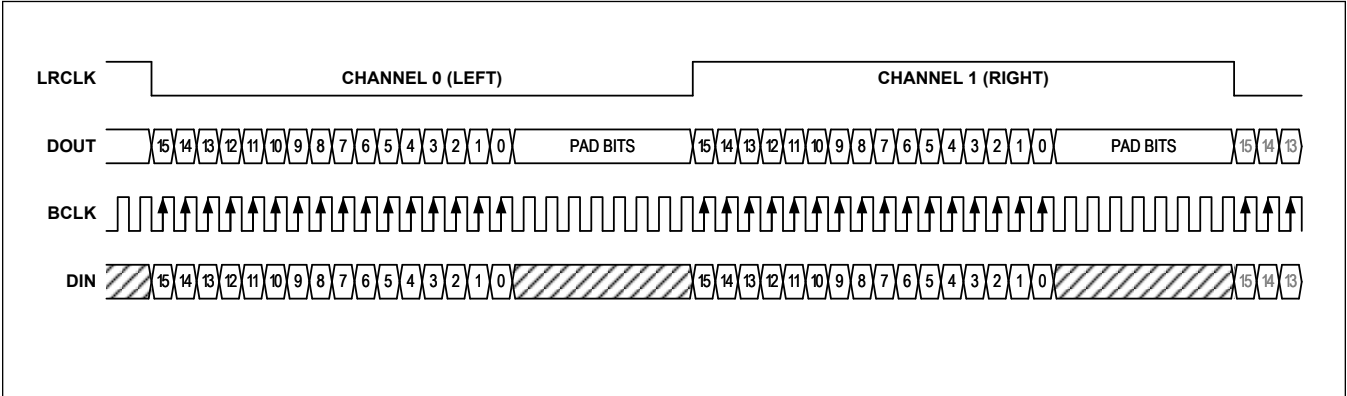 LRCLK CHANNEL 0 (LEFT) CHANNEL 1 (RIGHT)
DOUT 15 14 13 12 11 10 9 8 7 6 5 4 3 2 1 0 PAD BITS 15 14 13 12 11 10 9 8 7 6 5 4 3 2 1 0 PAD BITS 15 14 13
BCLK
DIN 15 14 13 12 11 10 9 8 7 6 5 4 3 2 1 0 15 14 13 12 11 10 9 8 7 6 5 4 3 2 1 0 15 14 13